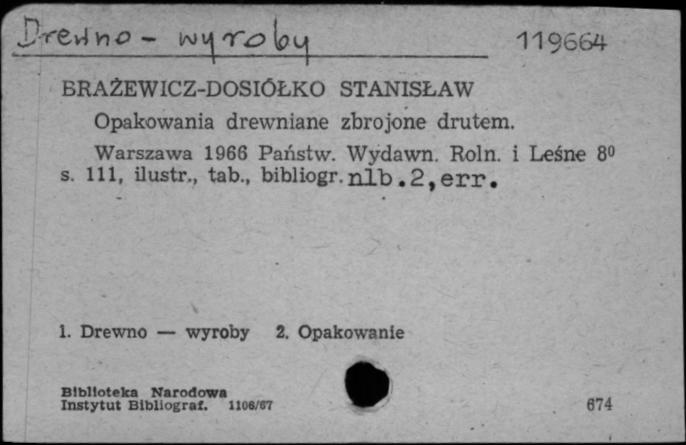 Drewno - wyroby 119664
BRAŻEWICZ-DOSIÓŁKO STANISŁAW
Opakowania drewniane zbrojone drutem.
Warszawa 1966 Państw. Wydawn. Roln. i Leśne 8⁰
s. 111, ilustr., tab., bibliogr. nlb.2,err.
1. Drewno — wyroby 2. Opakowanie
Biblioteka Narodowa
Instytut Bibliograf. 1106/67 674